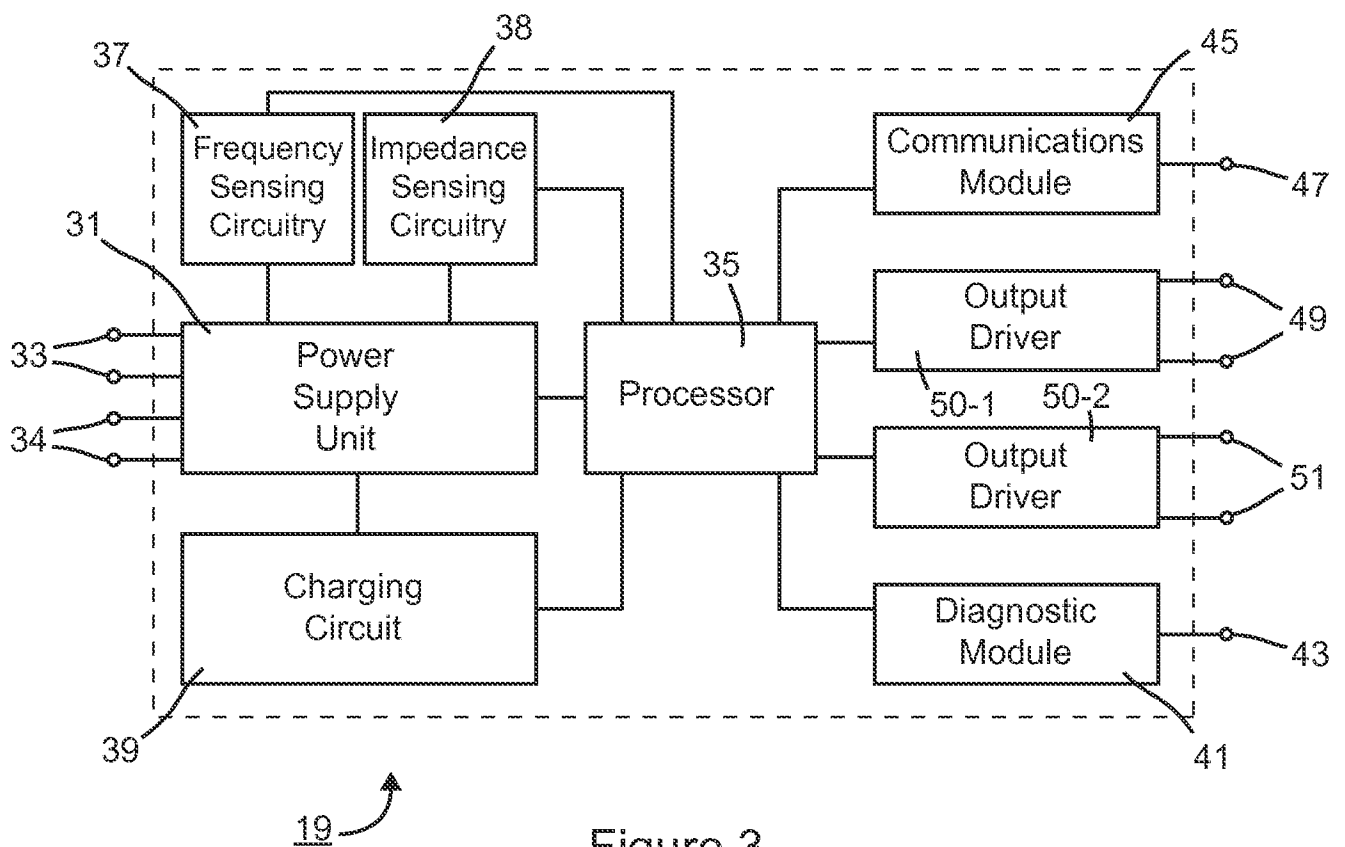 38
45
37
Frequency
Sensing
Circuitry
Impedance
Sensing
Circuitry
Communications
Module
47
31
35
33
34
Power
Supply
Unit
Processor
Output
Driver
49
50-1
50-2
Output
Driver
51
Charging
Circuit
Diagnostic
Module
43
39
41
19
Figure 3